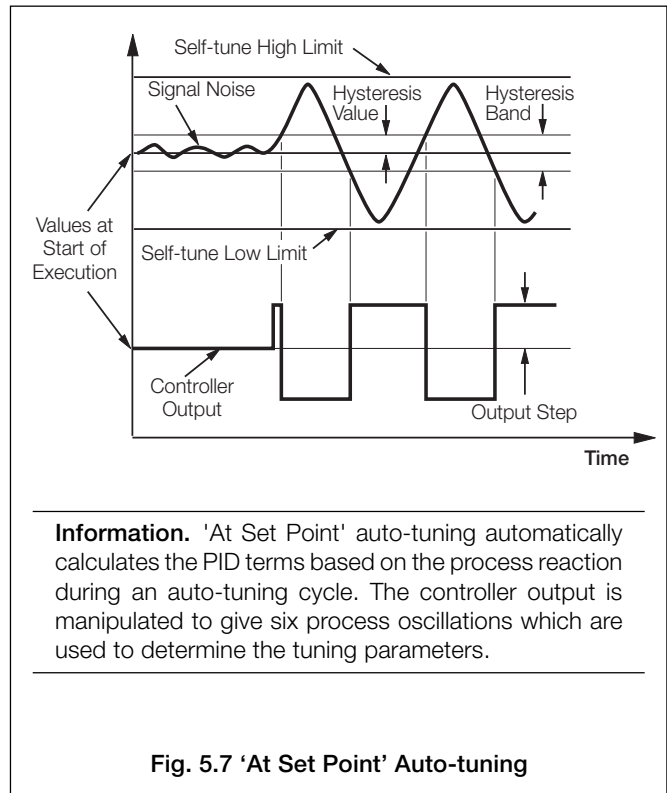 Self-tune High Limit
Signal Noise
Hysteresis
Value
Hysteresis
Band
Values at
Start of
Execution
Self-tune Low Limit
Controller
Output
Output Step
Time
Information. 'At Set Point' auto-tuning automatically
calculates the PID terms based on the process reaction
during an auto-tuning cycle. The controller output is
manipulated to give six process oscillations which are
used to determine the tuning parameters.
Fig. 5.7 ‘At Set Point’ Auto-tuning